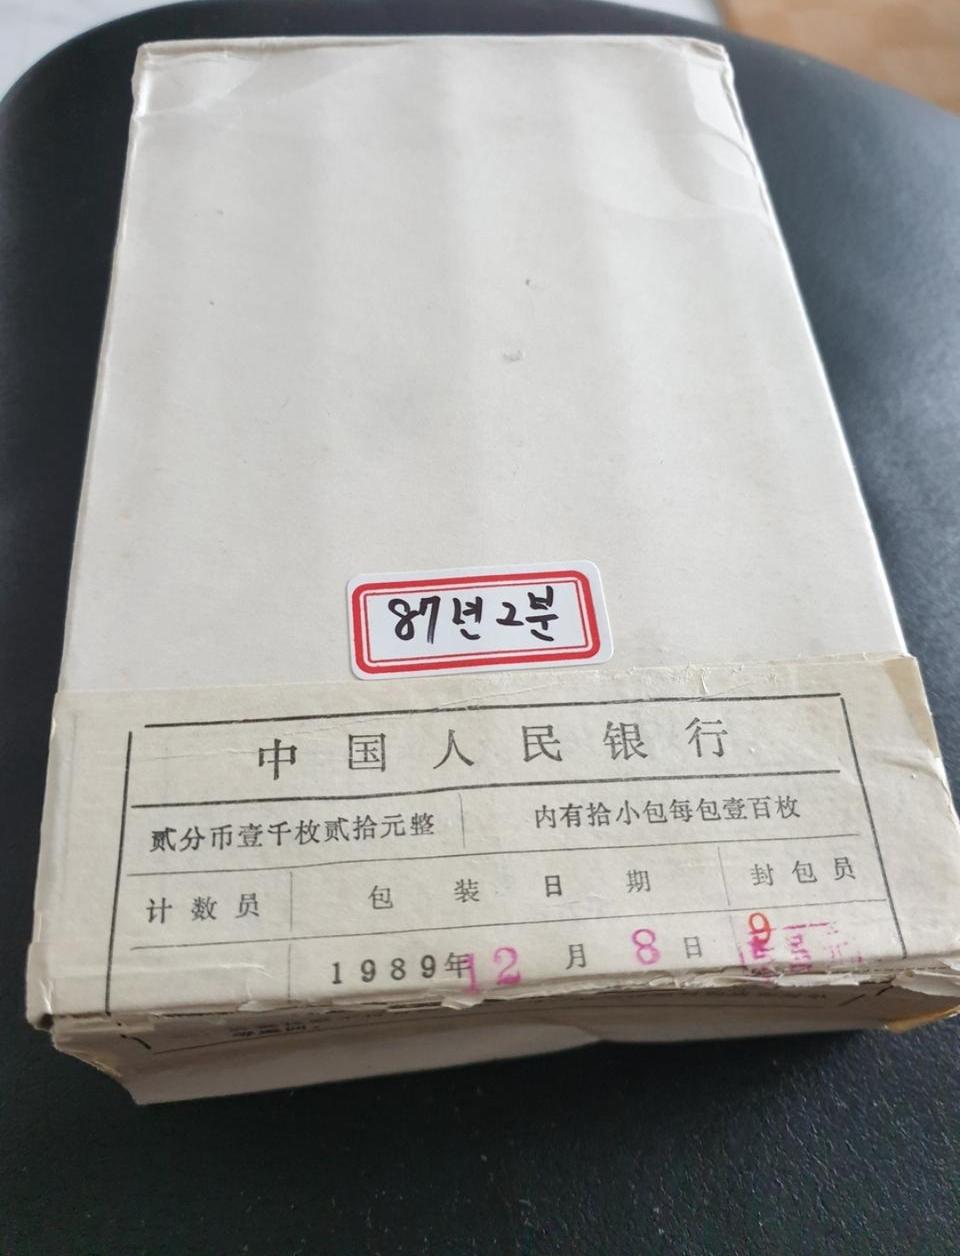 87년 2분
中国人民银行
贰分币壹千枚贰拾元整 内有拾小包每包壹百枚
计数员 包装日期 封包员
1989年12月8日 9